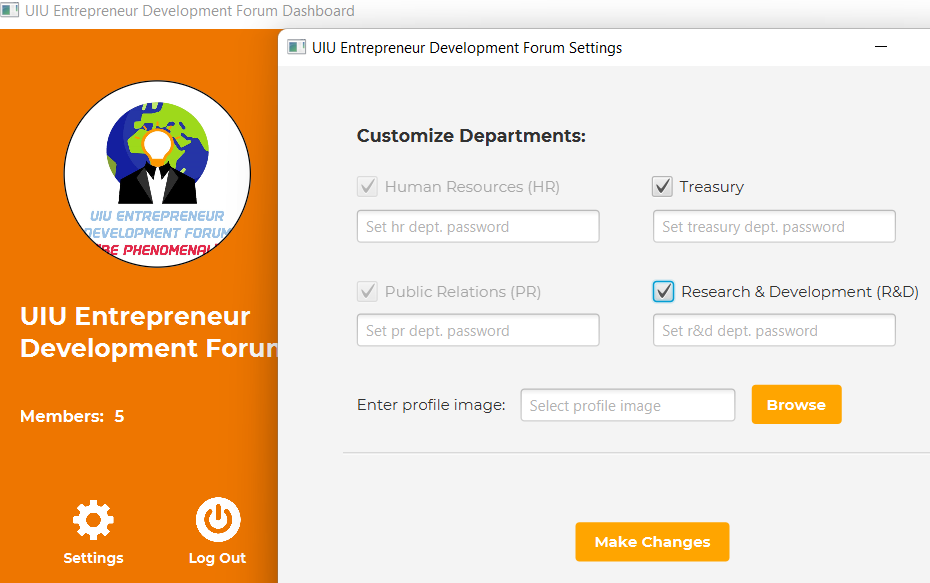 UIU Entrepreneur Development Forum Dashboard
UIU Entrepreneur Development Forum Settings
UIU ENTREPRENEUR
DEVELOPMENT FORUM
BE PHENOMENAL
UIU Entrepreneur
Development Forum
Members: 5
Settings
Log Out
Customize Departments:
Human Resources (HR)
Treasury
Set hr dept. password
Set treasury dept. password
Public Relations (PR)
Research & Development (R&D)
Set pr dept. password
Set r&d dept. password
Enter profile image:
Select profile image
Browse
Make Changes